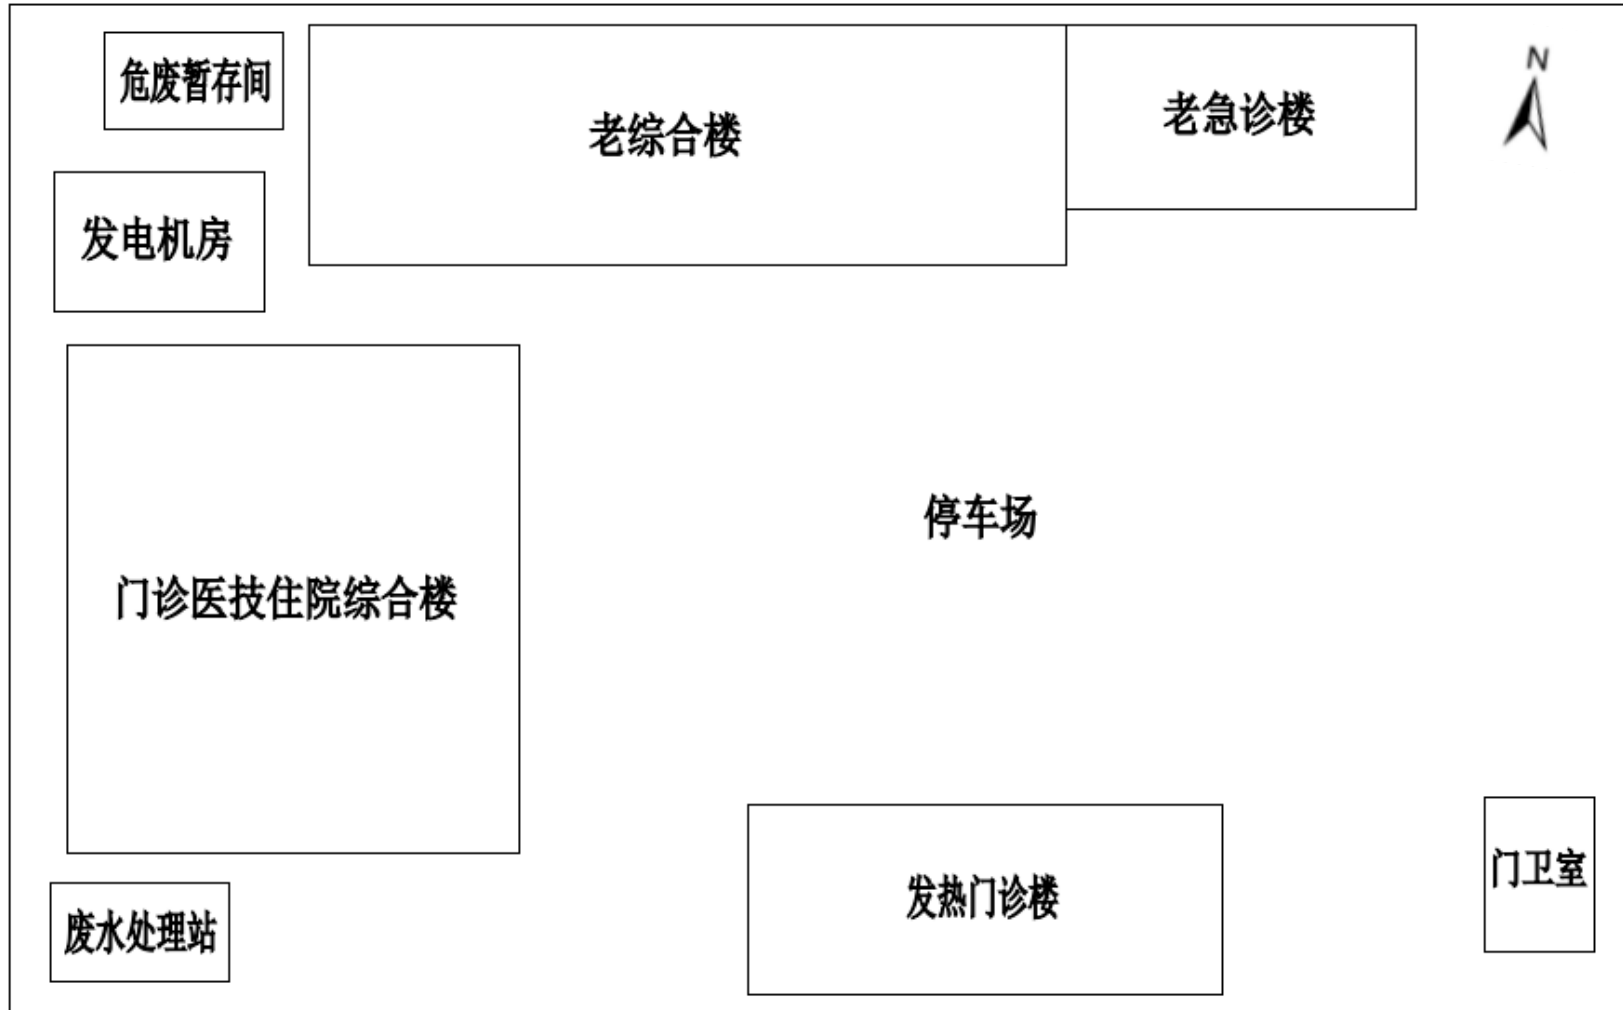 危废暂存间
老综合楼
老急诊楼
N
发电机房
停车场
门诊医技住院综合楼
门卫室
发热门诊楼
废水处理站